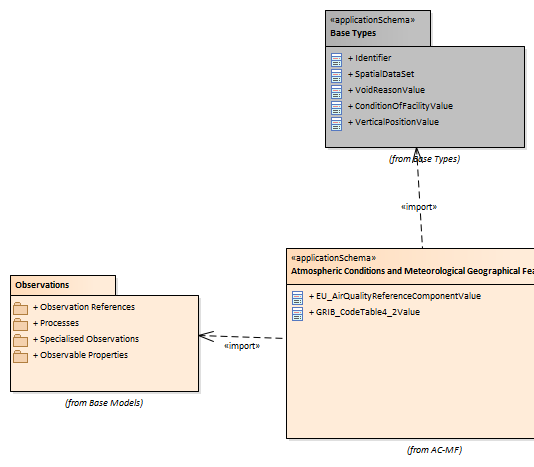 «applicationSchema»
Base Types
+ Identifier
+ SpatialDataSet
+ VoidReasonValue
+ ConditionOfFacilityValue
+ VerticalPositionValue
(from Base Types)
«import»
«applicationSchema»
Atmospheric Conditions and Meteorological Geographical Fea
+ EU_AirQualityReferenceComponentValue
+ GRIB_CodeTable4_2Value
(from AC-MF)
Observations
+ Observation References
+ Processes
+ Specialised Observations
+ Observable Properties
(from Base Models)
«import»